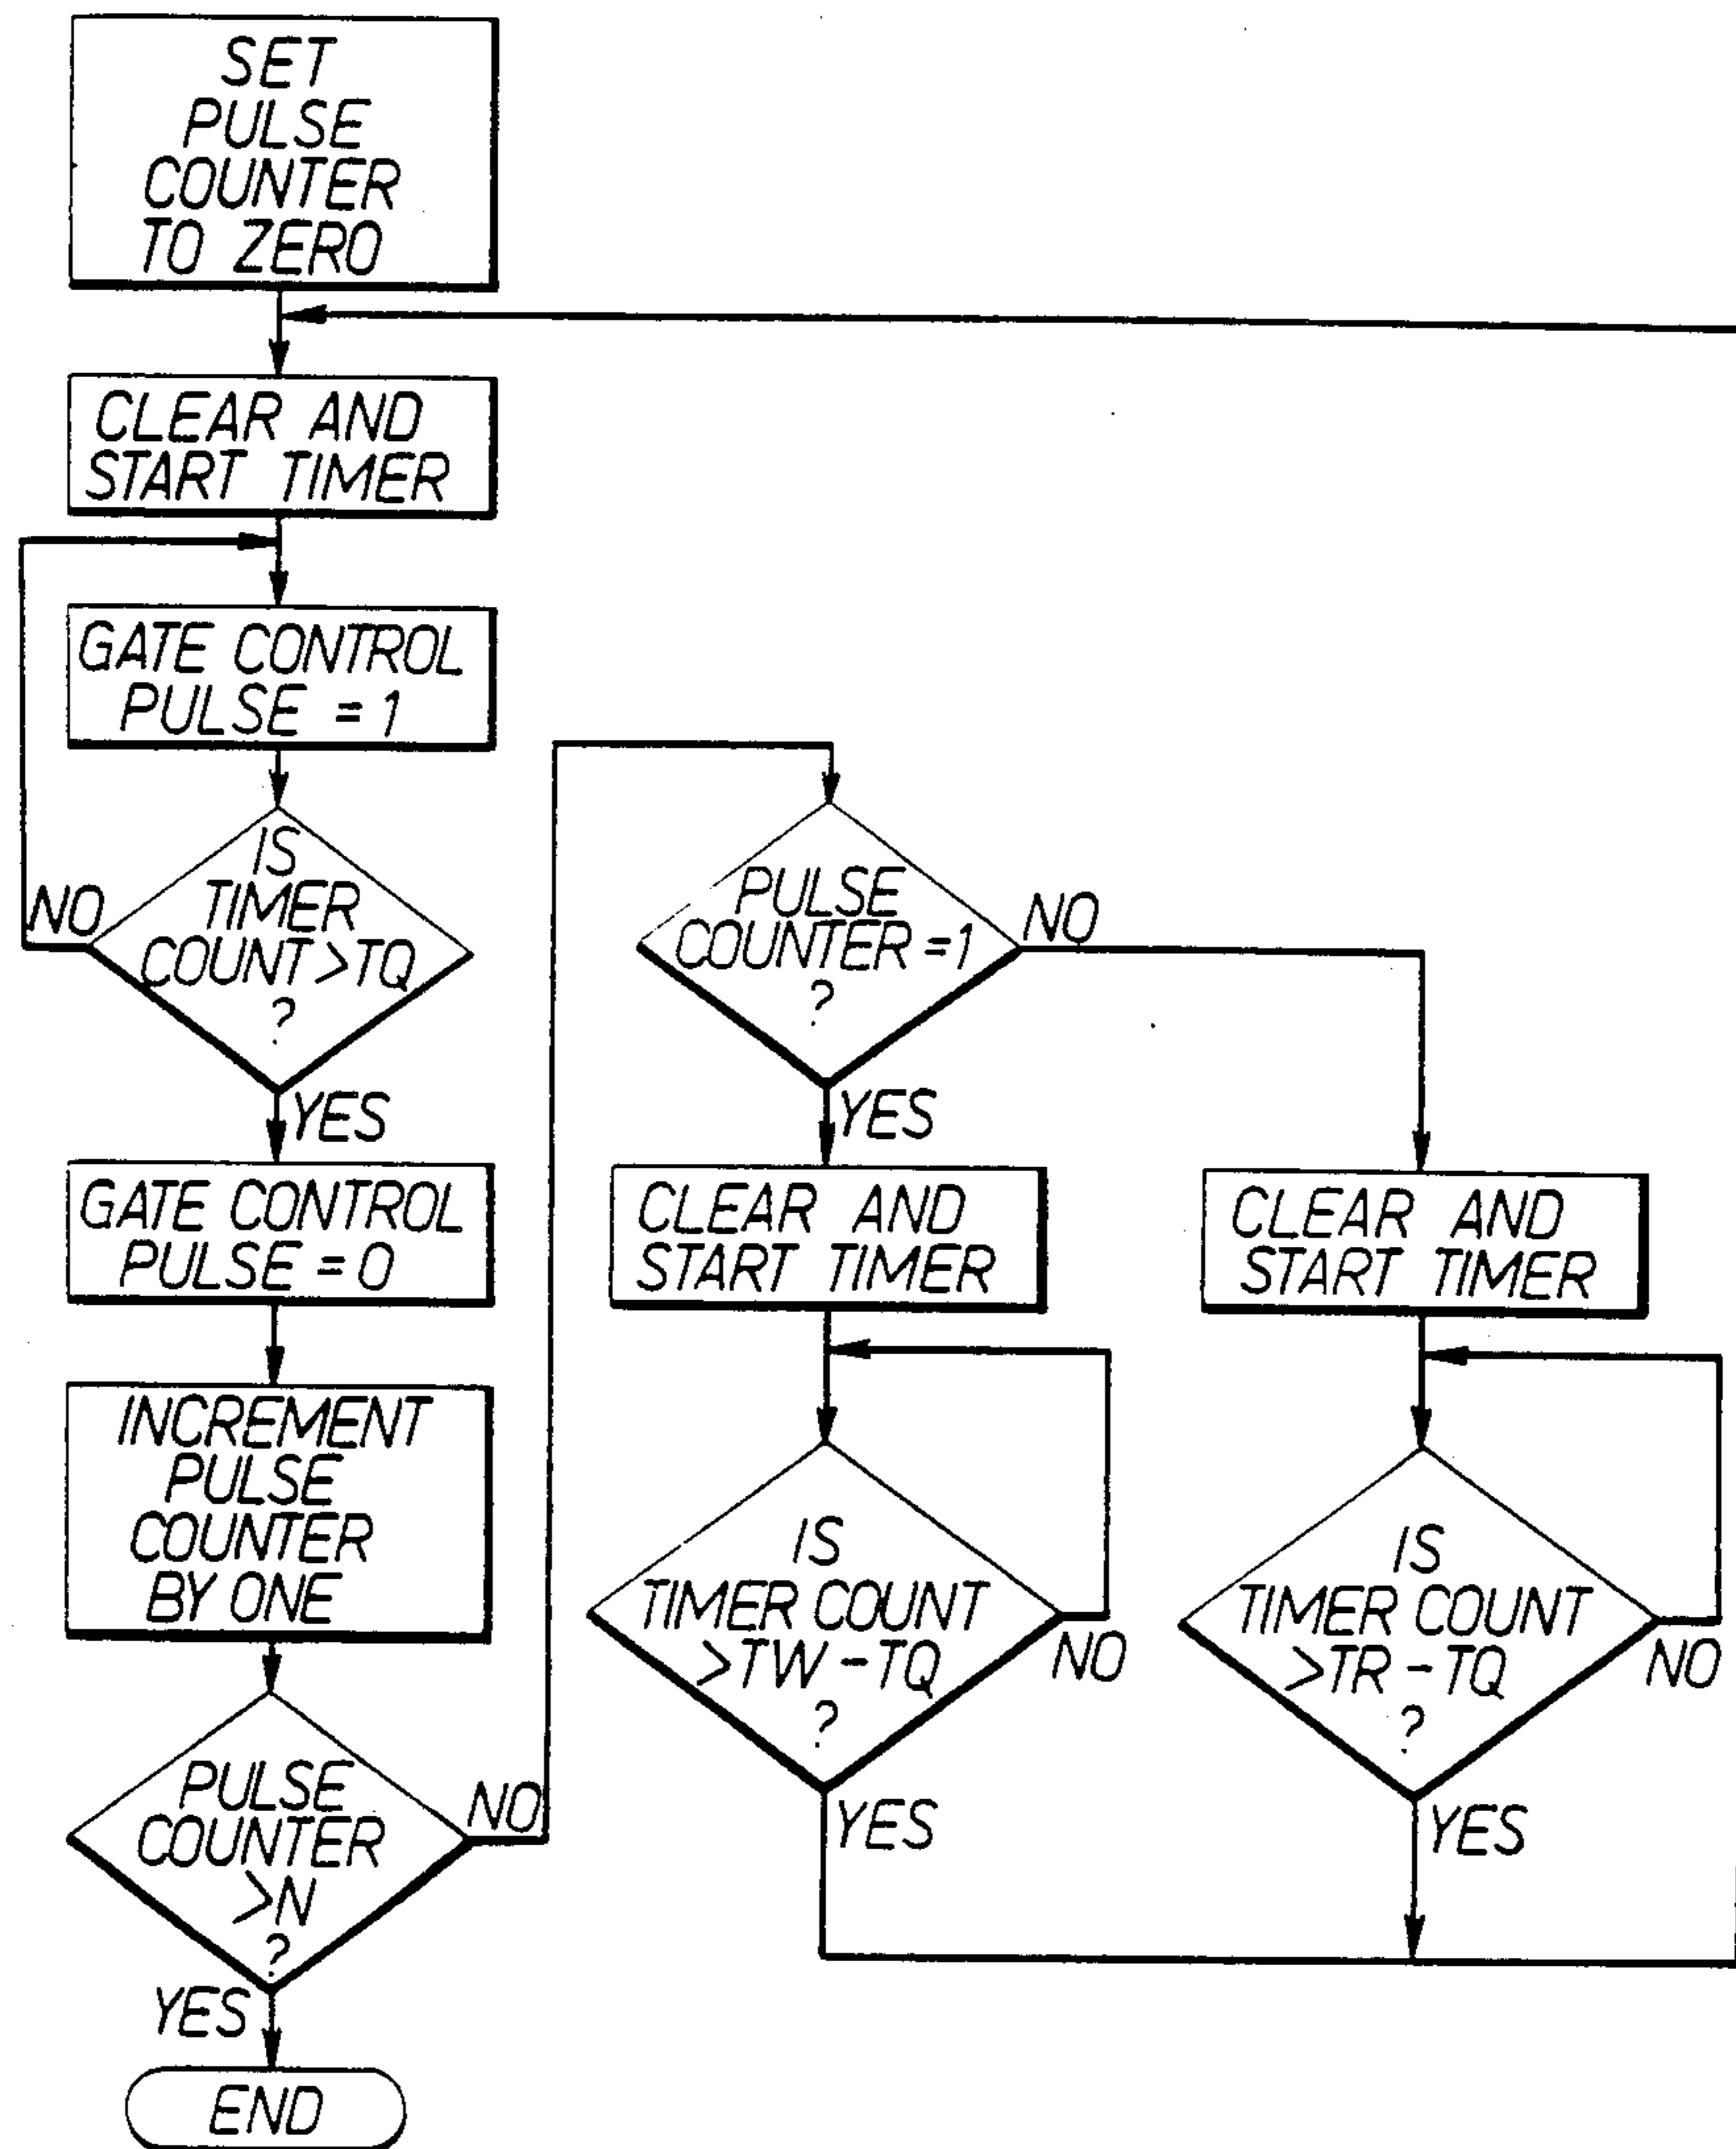 SET
PULSE
COUNTER
TO ZERO
CLEAR AND
START TIMER
GATE CONTROL
PULSE = 1
IS
TIMER
COUNT>TQ
?
NO
YES
GATE CONTROL
PULSE = 0
INCREMENT
PULSE
COUNTER
BY ONE
PULSE
COUNTER
>N
?
NO
YES
END
PULSE
COUNTER = 1
?
NO
YES
CLEAR AND
START TIMER
IS
TIMER COUNT
>TW - TQ
?
NO
YES
CLEAR AND
START TIMER
IS
TIMER COUNT
>TR - TQ
?
NO
YES